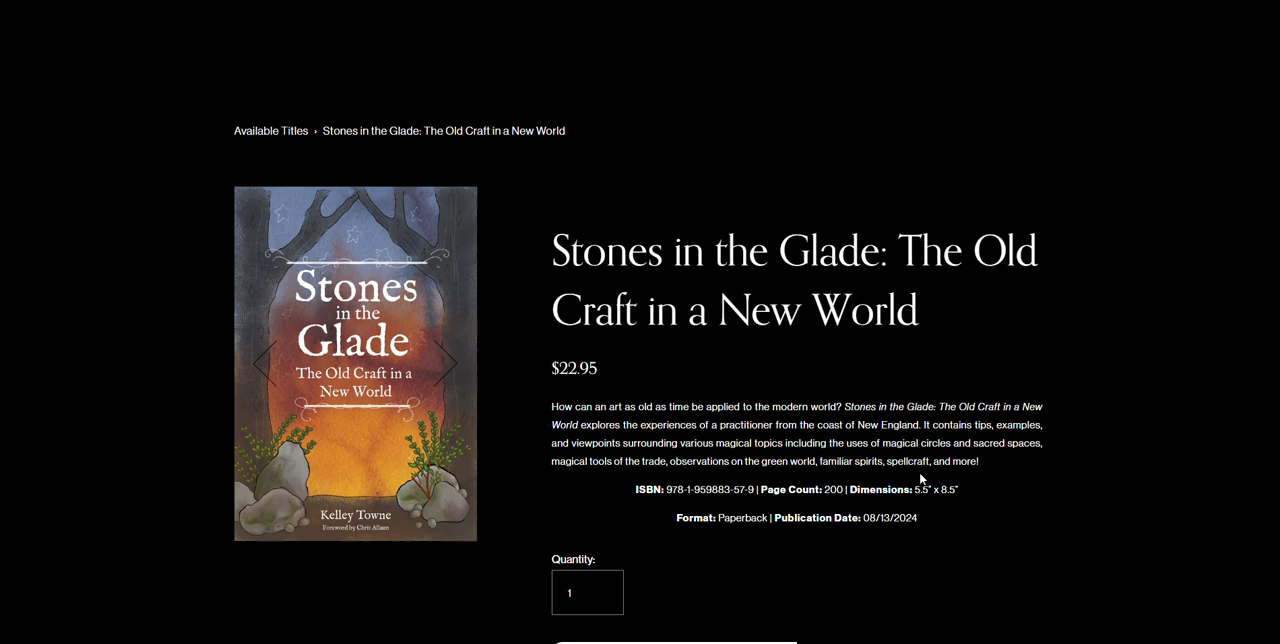 Available Titles › Stones in the Glade: The Old Craft in a New World
Stones
in the
Glade
The Old Craft in a
New World
Kelley Towne
Foreword by Chris Allaun
Stones in the Glade: The Old
Craft in a New World
$22.95
How can an art as old as time be applied to the modern world? Stones in the Glade: The Old Craft in a New
World explores the experiences of a practitioner from the coast of New England. It contains tips, examples,
and viewpoints surrounding various magical topics including the uses of magical circles and sacred spaces,
magical tools of the trade, observations on the green world, familiar spirits, spellcraft, and more!
ISBN: 978-1-959883-57-9 | Page Count: 200 | Dimensions: 5.5" x 8.5"
Format: Paperback | Publication Date: 08/13/2024
Quantity:
1